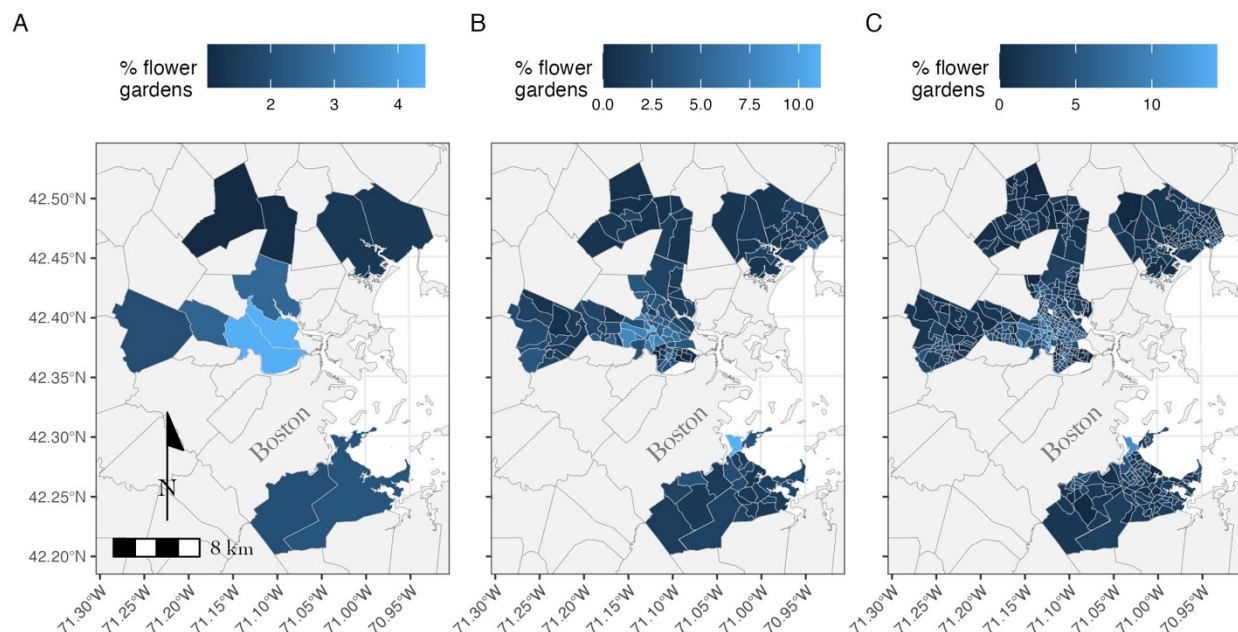 A
B
C
% flower
gardens
2
3
4
% flower
gardens
0.0
2.5
5.0
7.5
10.0
% flower
gardens
0
5
10
42.50°N
42.45°N
42.40°N
42.35°N
42.30°N
42.25°N
42.20°N
Boston
N
8 km
Boston
Boston
71.30°W
71.25°W
71.20°W
71.15°W
71.10°W
71.05°W
71.00°W
70.95°W
71.30°W
71.25°W
71.20°W
71.15°W
71.10°W
71.05°W
71.00°W
70.95°W
71.30°W
71.25°W
71.20°W
71.15°W
71.10°W
71.05°W
71.00°W
70.95°W